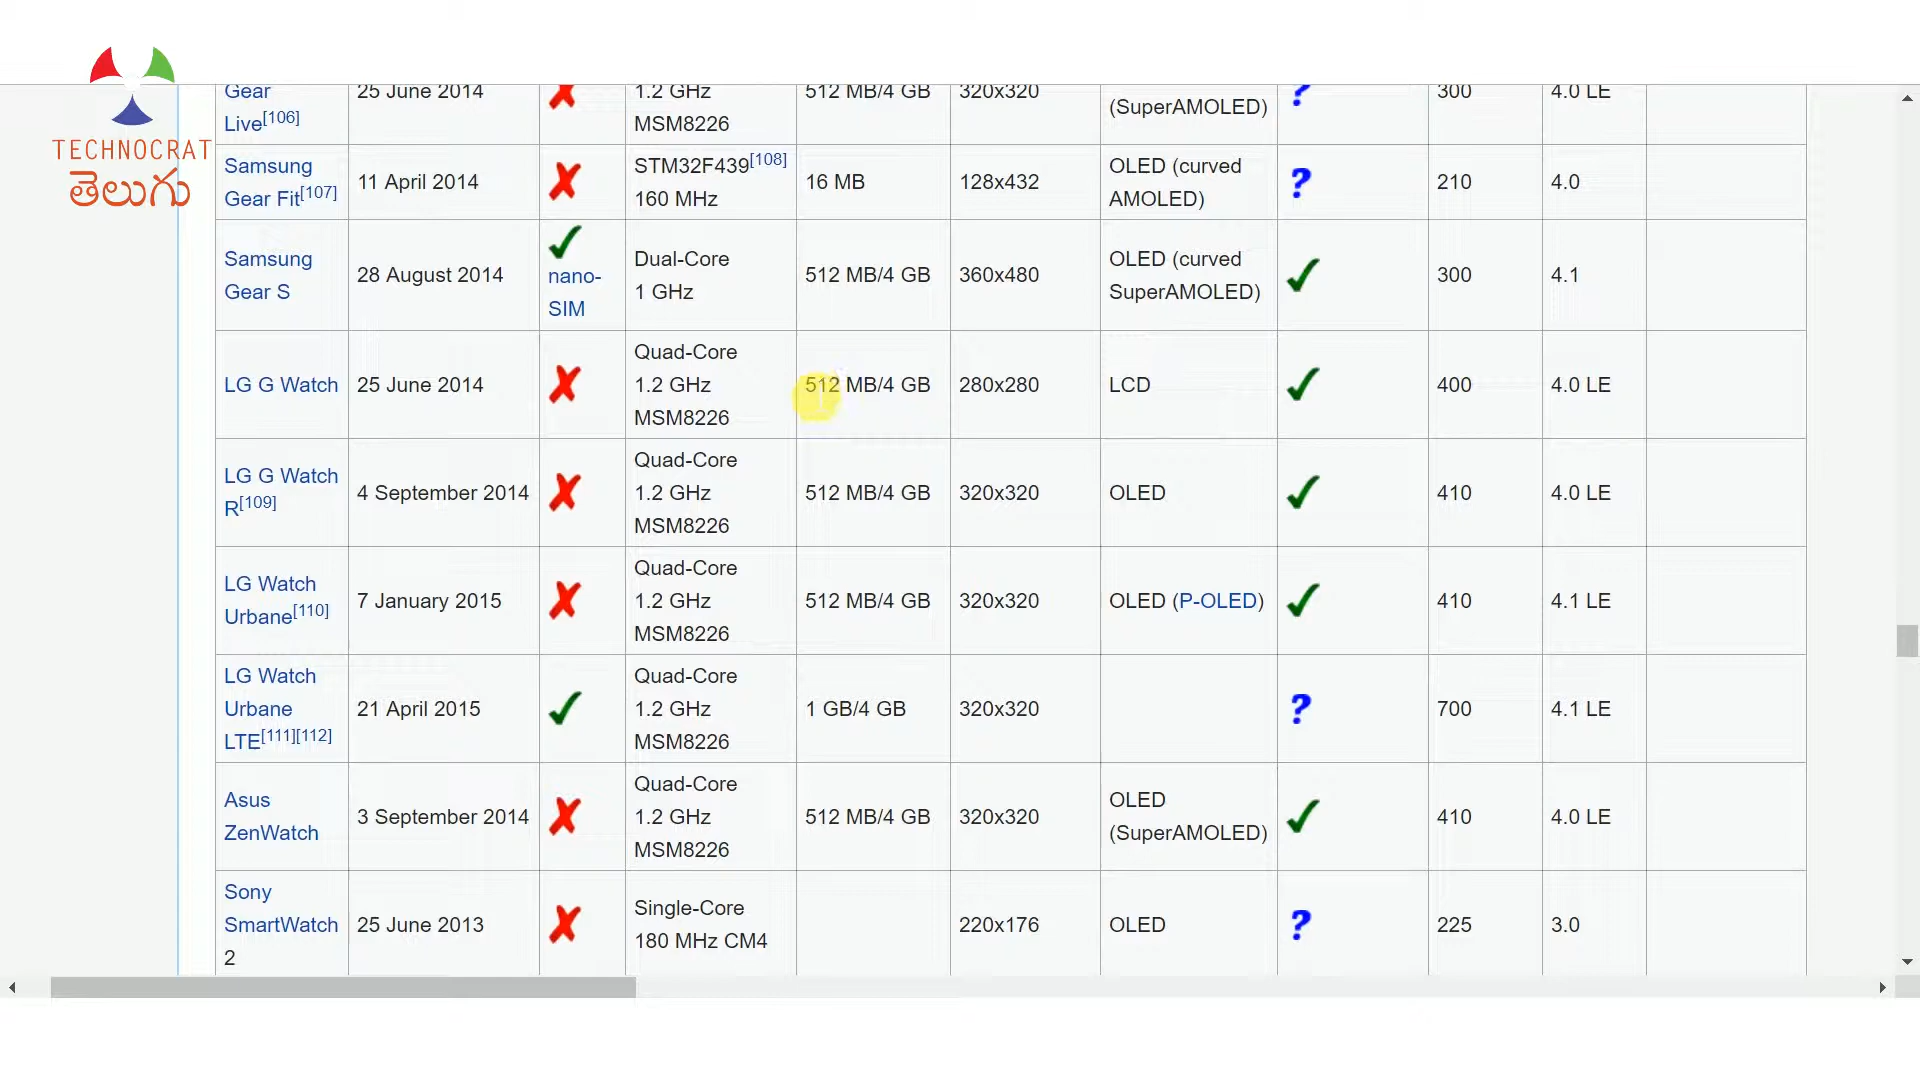 TECHNOCRAT
తెలుగు
Gear
Live[106]
25 June 2014
1.2 GHz
MSM8226
512 MB/4 GB
320x320
(SuperAMOLED)
?
300
4.0 LE
Samsung
Gear Fit[107]
11 April 2014
STM32F439[108]
160 MHz
16 MB
128x432
OLED (curved
AMOLED)
?
210
4.0
Samsung
Gear S
28 August 2014
nano-
SIM
Dual-Core
1 GHz
512 MB/4 GB
360x480
OLED (curved
SuperAMOLED)
300
4.1
LG G Watch
25 June 2014
Quad-Core
1.2 GHz
MSM8226
512 MB/4 GB
280x280
LCD
400
4.0 LE
LG G Watch
R[109]
4 September 2014
Quad-Core
1.2 GHz
MSM8226
512 MB/4 GB
320x320
OLED
410
4.0 LE
LG Watch
Urbane[110]
7 January 2015
Quad-Core
1.2 GHz
MSM8226
512 MB/4 GB
320x320
OLED (P-OLED)
410
4.1 LE
LG Watch
Urbane
LTE[111][112]
21 April 2015
Quad-Core
1.2 GHz
MSM8226
1 GB/4 GB
320x320
?
700
4.1 LE
Asus
ZenWatch
3 September 2014
Quad-Core
1.2 GHz
MSM8226
512 MB/4 GB
320x320
OLED
(SuperAMOLED)
410
4.0 LE
Sony
SmartWatch
2
25 June 2013
Single-Core
180 MHz CM4
220x176
OLED
?
225
3.0